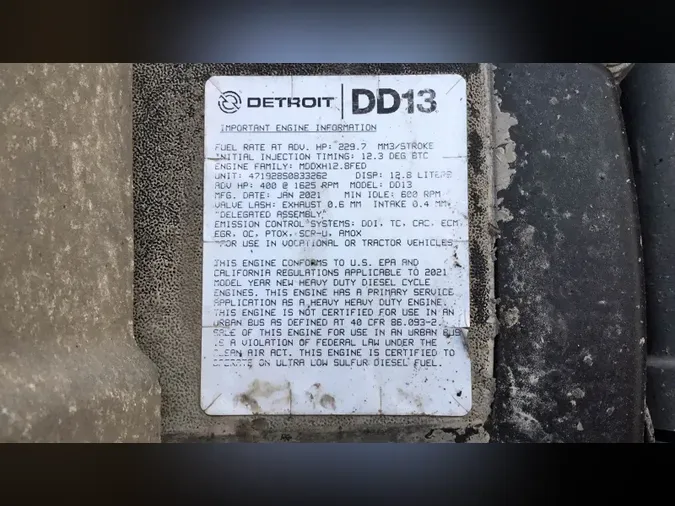 DETROIT | DD13
IMPORTANT ENGINE INFORMATION
FUEL RATE AT ADV. HP: 229.7 MM3/STROKE
INITIAL INJECTION TIMING: 12.3 DEG BTC
ENGINE FAMILY: MDDXH12.8FED
UNIT: 471928S0833262 DISP: 12.8 LITERS
ADV HP: 400 @ 1625 RPM MODEL: DD13
MFG. DATE: JAN 2021 MIN IDLE: 600 RPM
VALVE LASH: EXHAUST 0.6 MM INTAKE 0.4 MM
"DELEGATED ASSEMBLY"
EMISSION CONTROL SYSTEMS: DDI, TC, CAC, ECM,
EGR, OC, PTOX, SCR-U, AMOX
*FOR USE IN VOCATIONAL OR TRACTOR VEHICLES
THIS ENGINE CONFORMS TO U.S. EPA AND
CALIFORNIA REGULATIONS APPLICABLE TO 2021
MODEL YEAR NEW HEAVY DUTY DIESEL CYCLE
ENGINES. THIS ENGINE HAS A PRIMARY SERVICE
APPLICATION AS A HEAVY HEAVY DUTY ENGINE.
THIS ENGINE IS NOT CERTIFIED FOR USE IN AN
URBAN BUS AS DEFINED AT 40 CFR 86.093-2.
SALE OF THIS ENGINE FOR USE IN AN URBAN BUS
IS A VIOLATION OF FEDERAL LAW UNDER THE
CLEAN AIR ACT. THIS ENGINE IS CERTIFIED TO
OPERATE ON ULTRA LOW SULFUR DIESEL FUEL.